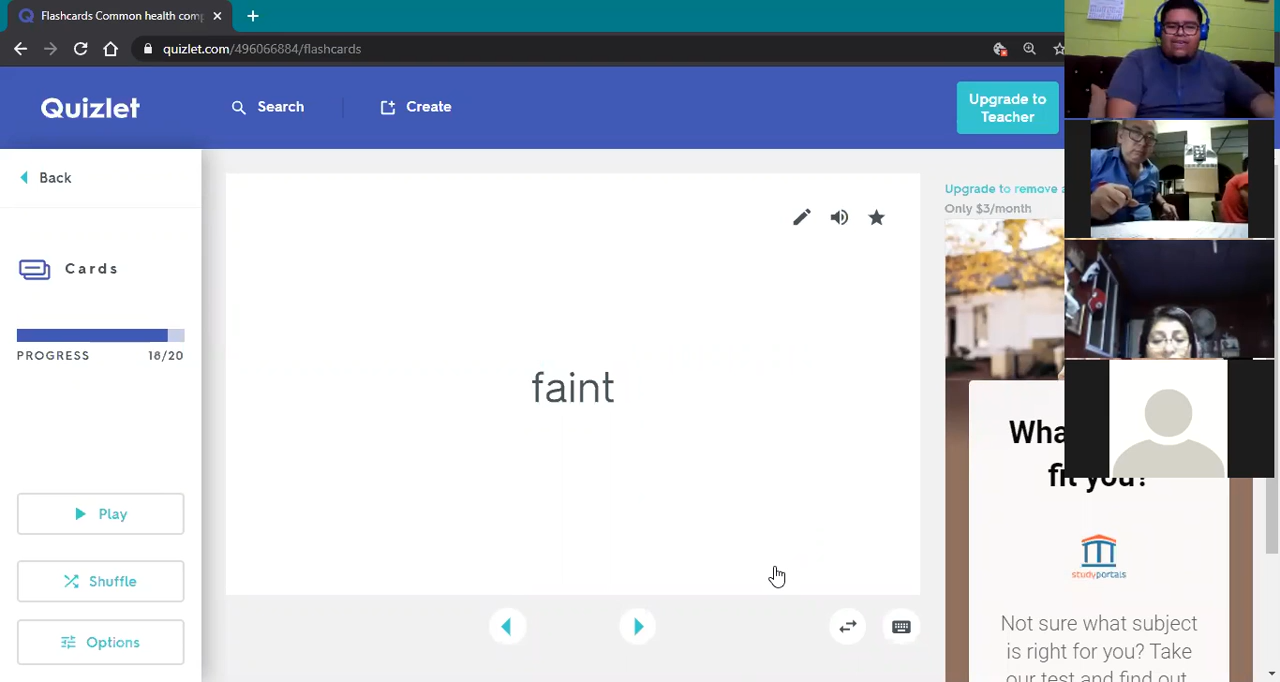 Flashcards Common health comp
quizlet.com/496066884/flashcards
Quizlet
Search
Create
Upgrade to
Teacher
Back
Cards
PROGRESS 18/20
Play
Shuffle
Options
faint
Upgrade to remove
Only $3/month
fit you?
studyportals
Not sure what subject
is right for you? Take
our test and find out